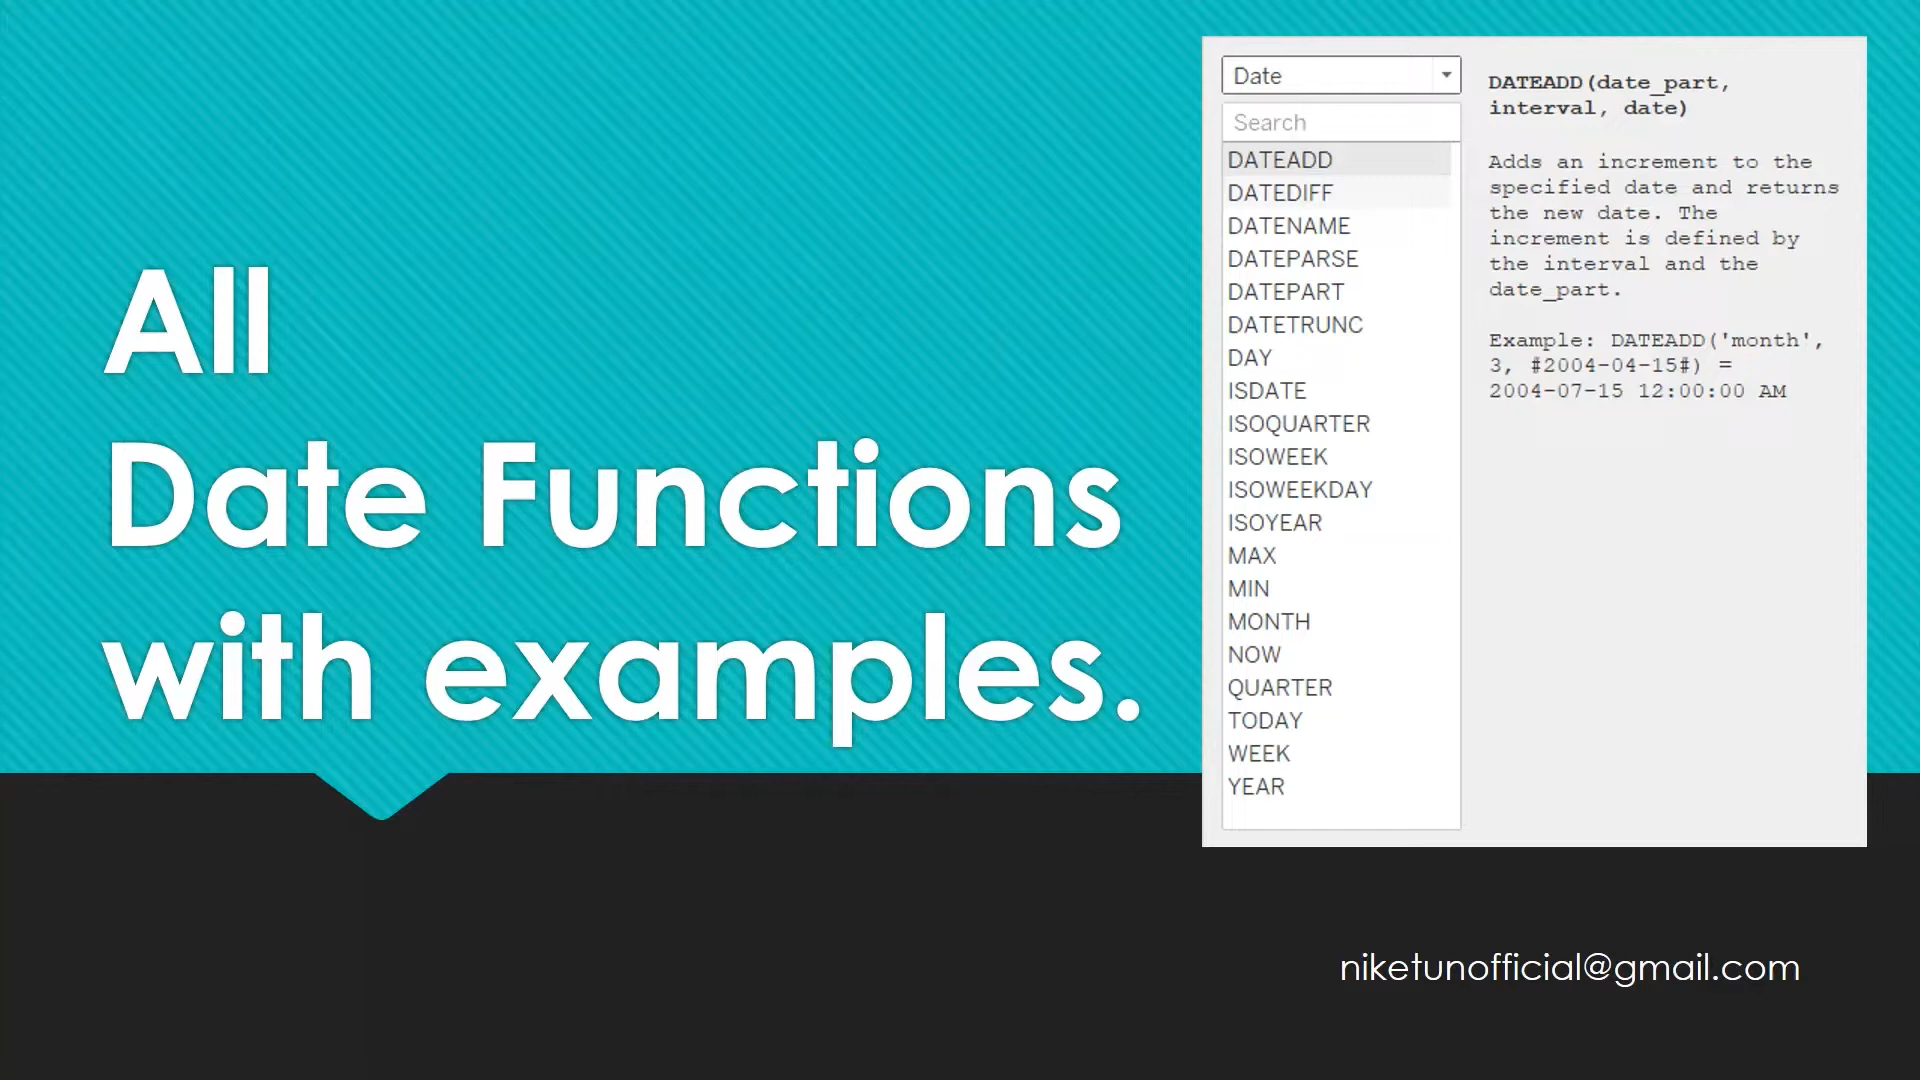 All
Date Functions
with examples.
Date
Search
DATEADD
DATEDIFF
DATENAME
DATEPARSE
DATEPART
DATETRUNC
DAY
ISDATE
ISOQUARTER
ISOWEEK
ISOWEEKDAY
ISOYEAR
MAX
MIN
MONTH
NOW
QUARTER
TODAY
WEEK
YEAR
DATEADD(date_part,
interval, date)
Adds an increment to the
specified date and returns
the new date. The
increment is defined by
the interval and the
date_part.
Example: DATEADD('month',
3, #2004-04-15#) =
2004-07-15 12:00:00 AM
niketunofficial@gmail.com